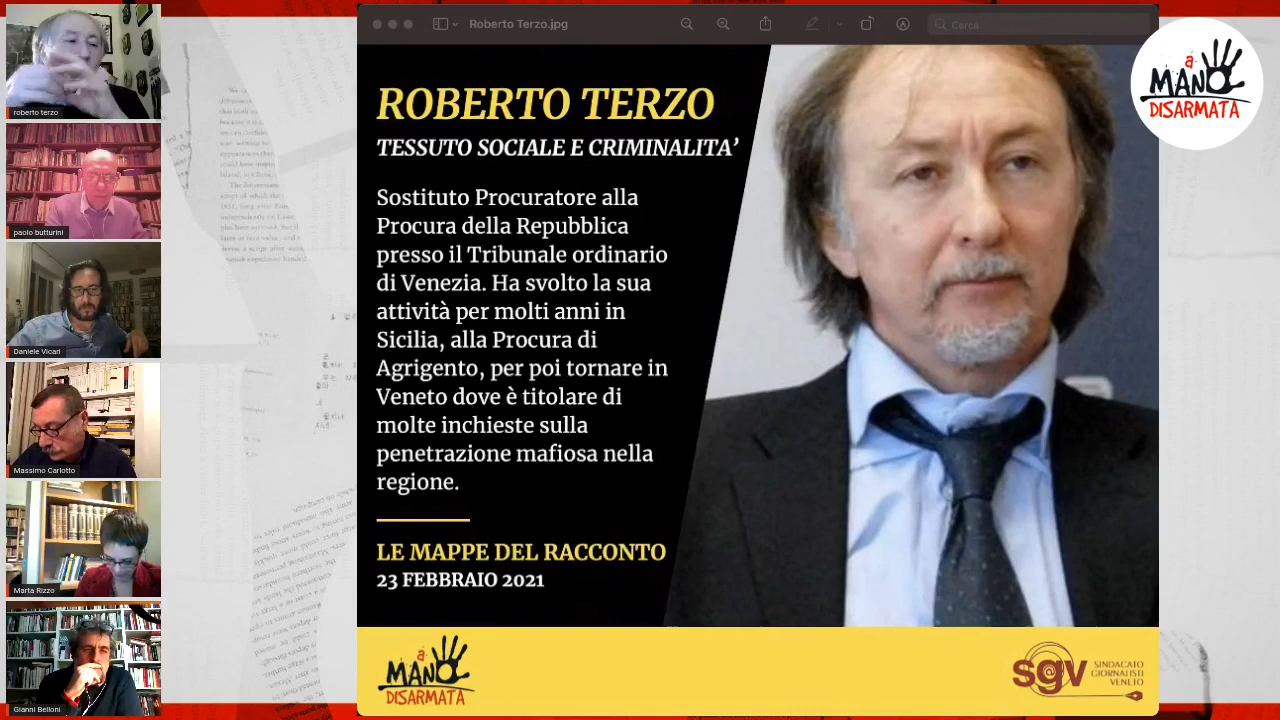 roberto terzo
paolo butturini
Daniele Vicari
Massimo Carlotto
Marta Rizzo
Gianni Belloni
Roberto Terzo.jpg
Cerca
ROBERTO TERZO
TESSUTO SOCIALE E CRIMINALITA’
Sostituto Procuratore alla
Procura della Repubblica
presso il Tribunale ordinario
di Venezia. Ha svolto la sua
attività per molti anni in
Sicilia, alla Procura di
Agrigento, per poi tornare in
Veneto dove è titolare di
molte inchieste sulla
penetrazione mafiosa nella
regione.
LE MAPPE DEL RACCONTO
23 FEBBRAIO 2021
a
MANO
DISARMATA
sgv
SINDACATO
GIORNALISTI
VENETO
a
MANO
DISARMATA